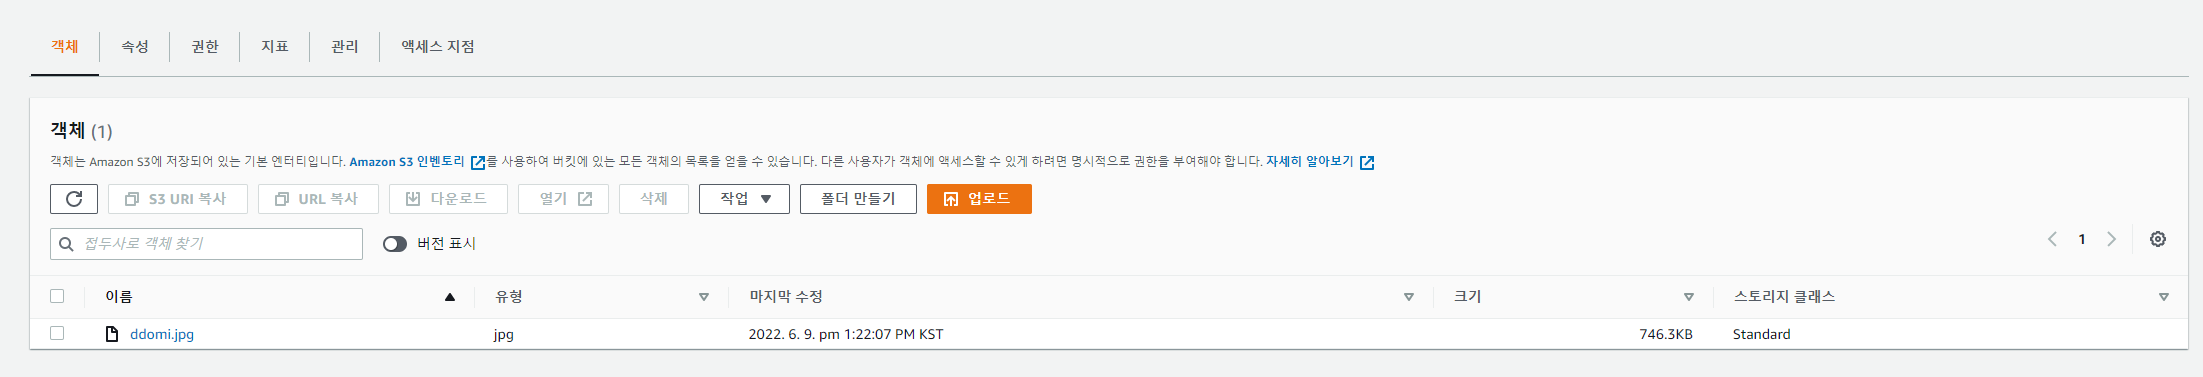 객체 속성 권한 지표 관리 액세스 지점
객체 (1)
객체는 Amazon S3에 저장되어 있는 기본 엔터티입니다. Amazon S3 인벤토리를 사용하여 버킷에 있는 모든 객체의 목록을 얻을 수 있습니다. 다른 사용자가 객체에 액세스할 수 있게 하려면 명시적으로 권한을 부여해야 합니다. 자세히 알아보기
S3 URI 복사 URL 복사 다운로드 열기 삭제 작업 폴더 만들기 업로드
접두사로 객체 찾기 버전 표시 1
이름 유형 마지막 수정 크기 스토리지 클래스
ddomi.jpg jpg 2022. 6. 9. pm 1:22:07 PM KST 746.3KB Standard